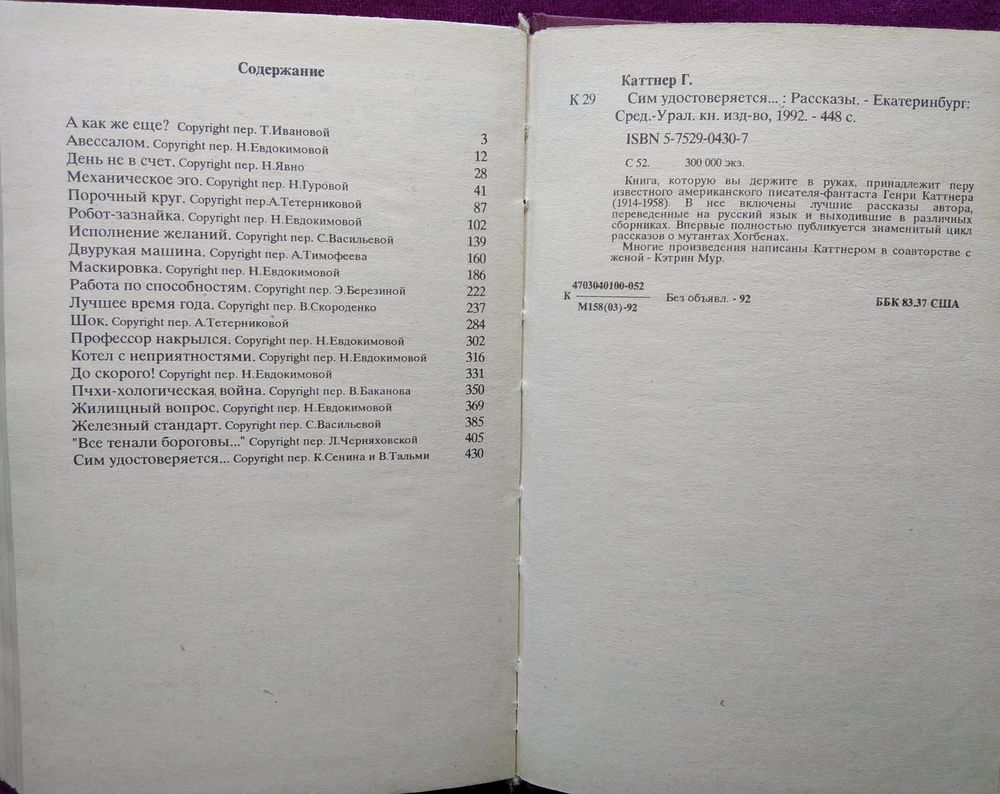 Содержание
А как же еще? Copyright пер. Т.Ивановой 3
Авессалом. Copyright пер. Н.Евдокимовой 12
День не в счет. Copyright пер. Н.Явно 28
Механическое эго. Copyright пер. Н.Гуровой 41
Порочный круг. Copyright пер.А.Тетерниковой 87
Робот-зазнайка. Copyright пер. Н.Евдокимовой 102
Исполнение желаний. Copyright пер. С.Васильевой 139
Двурукая машина. Copyright пер. А.Тимофеева 160
Маскировка. Copyright пер. Н.Евдокимовой 186
Работа по способностям. Copyright пер. Э.Березиной 222
Лучшее время года. Copyright пер. В.Скороденко 237
Шок. Copyright пер. А.Тетерниковой 284
Профессор накрылся. Copyright пер. Н.Евдокимовой 302
Котел с неприятностями. Copyright пер. Н.Евдокимовой 316
До скорого! Copyright пер. Н.Евдокимовой 331
Пчхи-хологическая война. Copyright пер. В.Баканова 350
Жилищный вопрос. Copyright пер. Н.Евдокимовой 369
Железный стандарт. Copyright пер. С.Васильевой 385
"Все тенали бороговы..." Copyright пер. Л.Черняховской 405
Сим удостоверяется... Copyright пер. К.Сенина и В.Тальми 430
Каттнер Г.
К 29 Сим удостоверяется... : Рассказы. - Екатеринбург:
Сред.-Урал. кн. изд-во, 1992. - 448 с.
ISBN 5-7529-0430-7
С 52. 300 000 экз.
Книга, которую вы держите в руках, принадлежит перу
известного американского писателя-фантаста Генри Каттнера
(1914-1958). В нее включены лучшие рассказы автора,
переведенные на русский язык и выходившие в различных
сборниках. Впервые полностью публикуется знаменитый цикл
рассказов о мутантах Хогбенах.
Многие произведения написаны Каттнером в соавторстве с
женой - Кэтрин Мур.
4703040100-052
К Без объявл. - 92 ББК 83.37 США
М158(03)-92